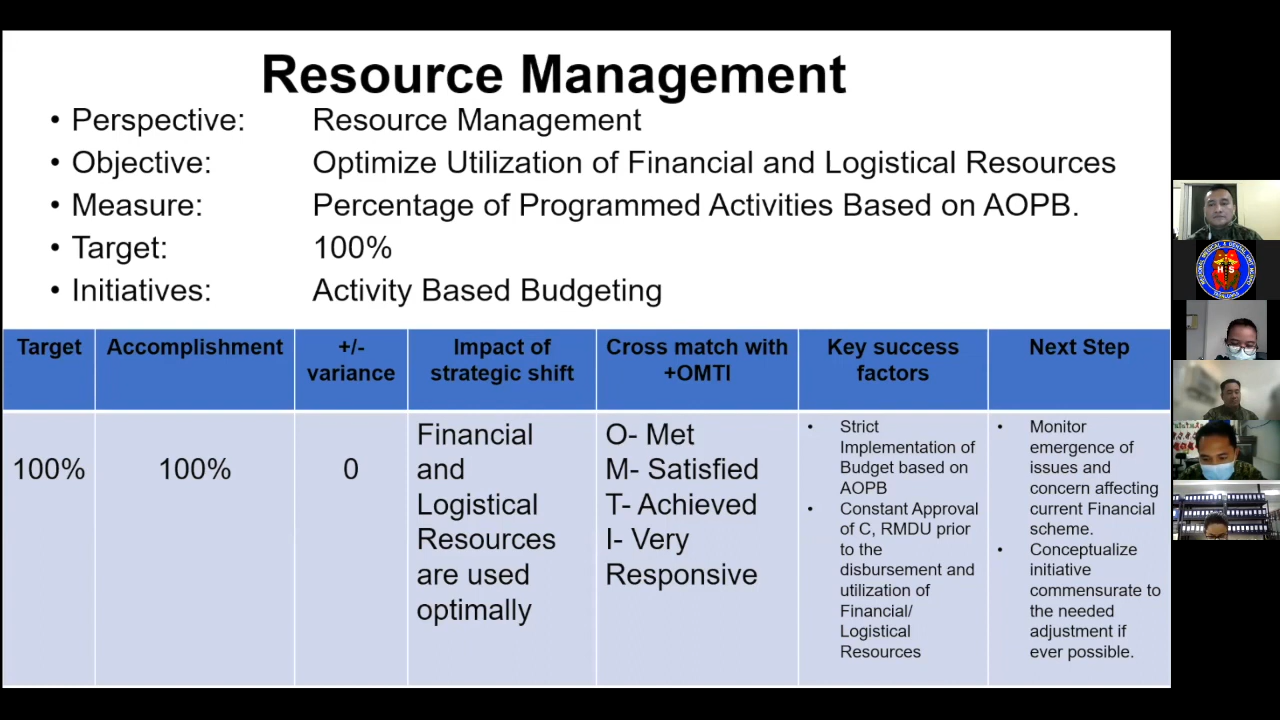 Resource Management
• Perspective: Resource Management
• Objective: Optimize Utilization of Financial and Logistical Resources
• Measure: Percentage of Programmed Activities Based on AOPB.
• Target: 100%
• Initiatives: Activity Based Budgeting
Target
Accomplishment
+/-
variance
Impact of
strategic shift
Cross match with
+OMTI
Key success
factors
Next Step
100%
100%
0
Financial
and
Logistical
Resources
are used
optimally
O- Met
M- Satisfied
T- Achieved
I- Very
Responsive
• Strict
Implementation of
Budget based on
AOPB
• Constant Approval
of C, RMDU prior
to the
disbursement and
utilization of
Financial/
Logistical
Resources
• Monitor
emergence of
issues and
concern affecting
current Financial
scheme.
• Conceptualize
initiative
commensurate to
the needed
adjustment if
ever possible.